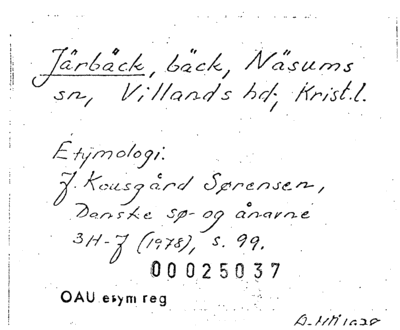 Järbäck, bäck, Näsums
sn, Villands hd, Krist.l.
Etymologi.
J. Kousgård Sørensen,
Danske sø- og ånavne
3H-J (1978), s. 99.
00025037
OAU esym reg